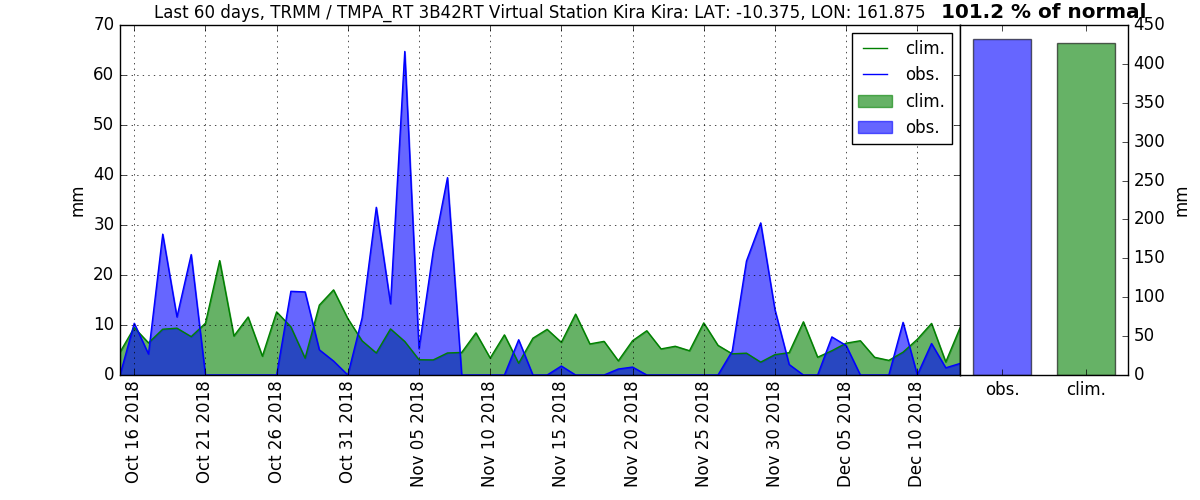 Last 60 days, TRMM / TMPA_RT 3B42RT Virtual Station Kira Kira: LAT: -10.375, LON: 161.875 101.2 % of normal
70
60
50
40
30
20
10
0
mm
clim.
obs.
clim.
obs.
450
400
350
300
250
200
150
100
50
0
mm
obs. clim.
Oct 16 2018
Oct 21 2018
Oct 26 2018
Oct 31 2018
Nov 05 2018
Nov 10 2018
Nov 15 2018
Nov 20 2018
Nov 25 2018
Nov 30 2018
Dec 05 2018
Dec 10 2018